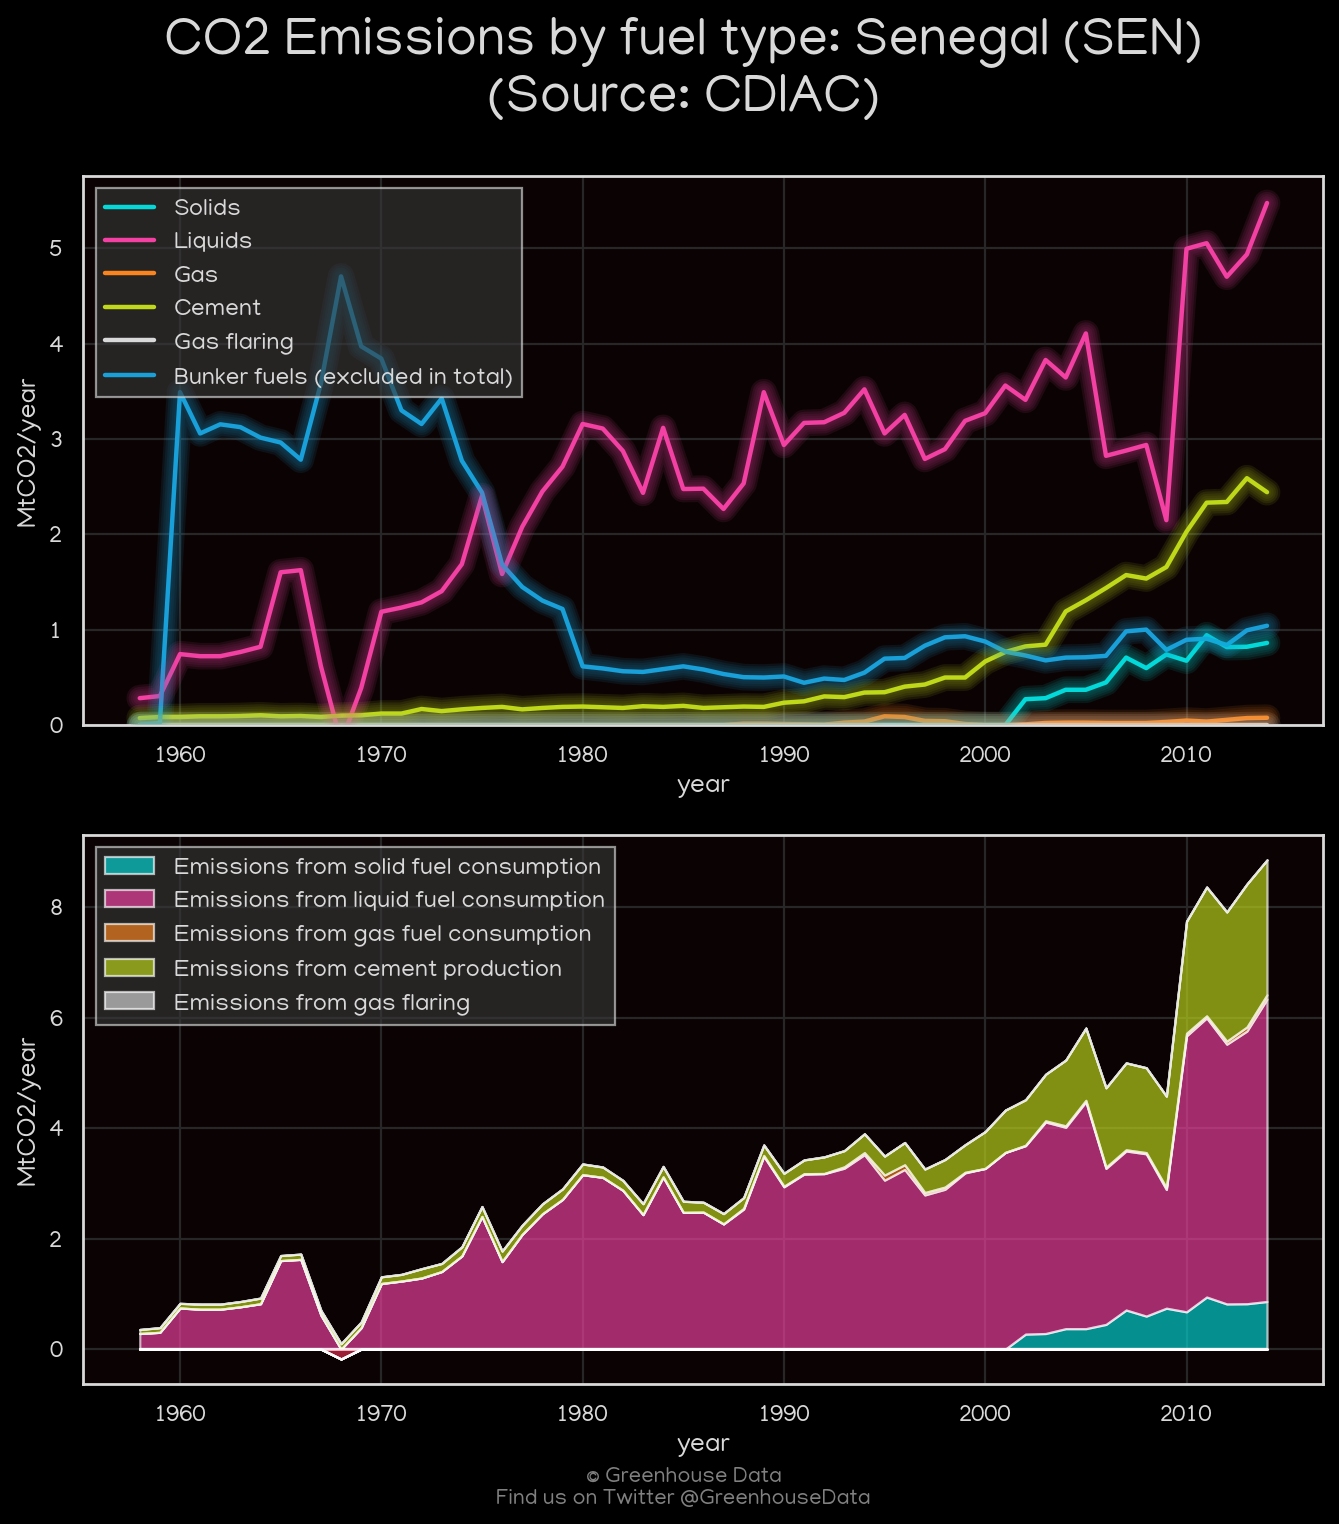 CO2 Emissions by fuel type: Senegal (SEN)
(Source: CDIAC)
Solids
Liquids
Gas
Cement
Gas flaring
Bunker fuels (excluded in total)
MtCO2/year
5
4
3
2
1
0
1960 1970 1980 1990 2000 2010
year
Emissions from solid fuel consumption
Emissions from liquid fuel consumption
Emissions from gas fuel consumption
Emissions from cement production
Emissions from gas flaring
MtCO2/year
8
6
4
2
0
1960 1970 1980 1990 2000 2010
year
© Greenhouse Data
Find us on Twitter @GreenhouseData